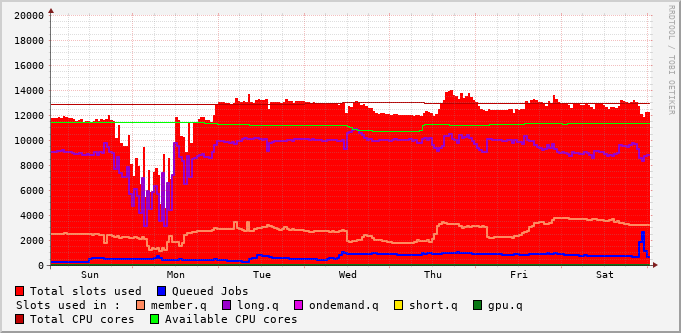 20000
18000
16000
14000
12000
10000
8000
6000
4000
2000
0
Sun Mon Tue Wed Thu Fri Sat
RRDTOOL / TOBI OETIKER
Total slots used Queued Jobs
Slots used in : member.q long.q ondemand.q short.q gpu.q
Total CPU cores Available CPU cores